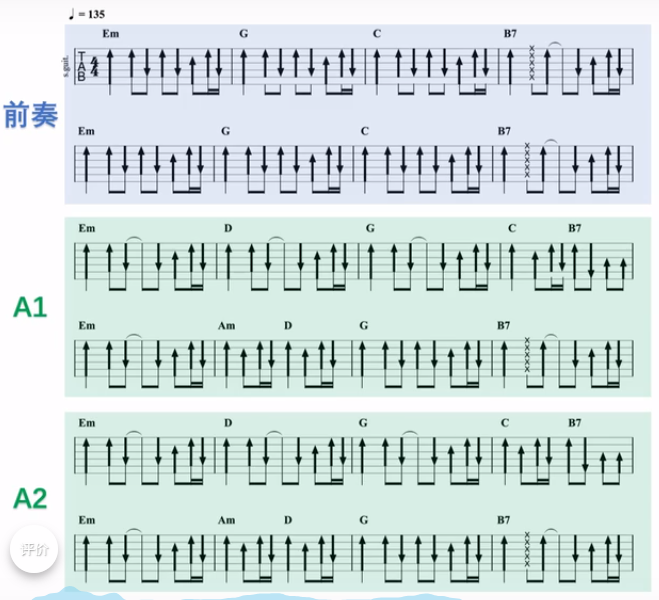 ♩ = 135
Em G C B7
s.guit.
T
A
B
4
4
前奏
Em G C B7
Em D G C B7
A1
Em Am D G B7
Em D G C B7
A2
Em Am D G B7
评价